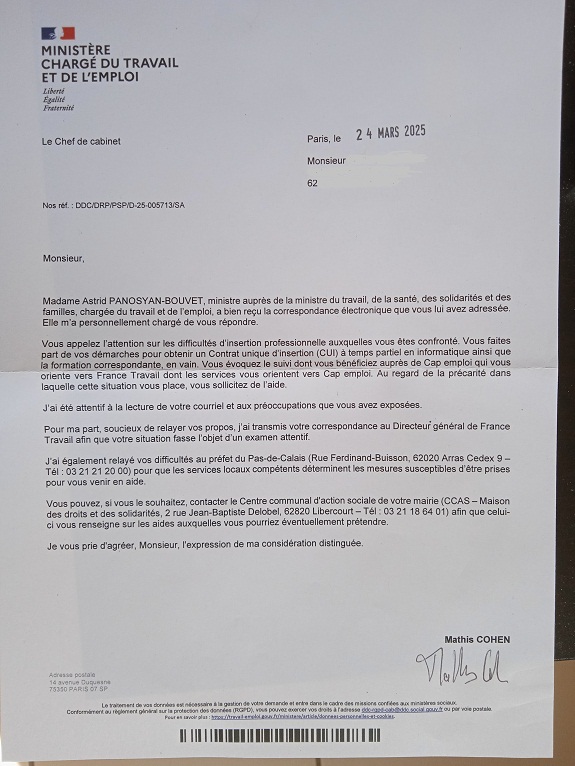 MINISTÈRE
CHARGÉ DU TRAVAIL
ET DE L'EMPLOI
Liberté
Égalité
Fraternité
Le Chef de cabinet
Paris, le 24 MARS 2025
Monsieur
62
Nos réf. : DDC/DRP/PSP/D-25-005713/SA
Monsieur,
Madame Astrid PANOSYAN-BOUVET, ministre auprès de la ministre du travail, de la santé, des solidarités et des
familles, chargée du travail et de l'emploi, a bien reçu la correspondance électronique que vous lui avez adressée.
Elle m'a personnellement chargé de vous répondre.
Vous appelez l'attention sur les difficultés d'insertion professionnelle auxquelles vous êtes confronté. Vous faites
part de vos démarches pour obtenir un Contrat unique d'insertion (CUI) à temps partiel en informatique ainsi que
la formation correspondante, en vain. Vous évoquez le suivi dont vous bénéficiez auprès de Cap emploi qui vous
oriente vers France Travail dont les services vous orientent vers Cap emploi. Au regard de la précarité dans
laquelle cette situation vous place, vous sollicitez de l'aide.
J'ai été attentif à la lecture de votre courriel et aux préoccupations que vous avez exposées.
Pour ma part, soucieux de relayer vos propos, j'ai transmis votre correspondance au Directeur général de France
Travail afin que votre situation fasse l'objet d'un examen attentif.
J'ai également relayé vos difficultés au préfet du Pas-de-Calais (Rue Ferdinand-Buisson, 62020 Arras Cedex 9 –
Tél : 03 21 21 20 00) pour que les services locaux compétents déterminent les mesures susceptibles d'être prises
pour vous venir en aide.
Vous pouvez, si vous le souhaitez, contacter le Centre communal d'action sociale de votre mairie (CCAS – Maison
des droits et des solidarités, 2 rue Jean-Baptiste Delobel, 62820 Libercourt – Tél : 03 21 18 64 01) afin que celui-
ci vous renseigne sur les aides auxquelles vous pourriez éventuellement prétendre.
Je vous prie d'agréer, Monsieur, l'expression de ma considération distinguée.
Mathis COHEN
Adresse postale
14 avenue Duquesne
75350 PARIS 07 SP
Le traitement de vos données est nécessaire à la gestion de votre demande et entre dans le cadre des missions confiées aux ministères sociaux.
Conformément au règlement général sur la protection des données (RGPD), vous pouvez exercer vos droits à l'adresse ddc-rgpd-cab@ddc.social.gouv.fr ou par voie postale.
Pour en savoir plus : https://travail-emploi.gouv.fr/ministere/article/donnees-personnelles-et-cookies